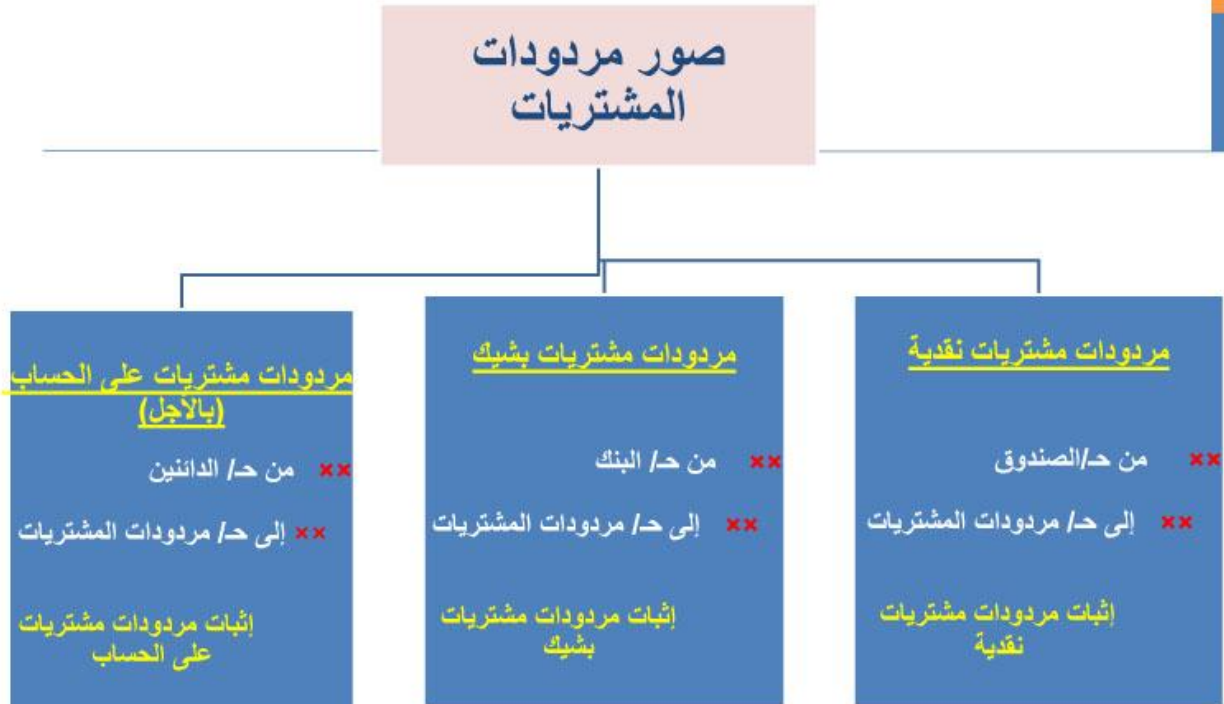 صور مردودات
المشتريات
مردودات مشتريات نقدية
×× من حـ/الصندوق
×× إلى حـ/ مردودات المشتريات
إثبات مردودات مشتريات
نقدية
مردودات مشتريات بشيك
×× من حـ/ البنك
×× إلى حـ/ مردودات المشتريات
إثبات مردودات مشتريات
بشيك
مردودات مشتريات على الحساب
(بالآجل)
×× من حـ/ الدائنين
×× إلى حـ/ مردودات المشتريات
إثبات مردودات مشتريات
على الحساب